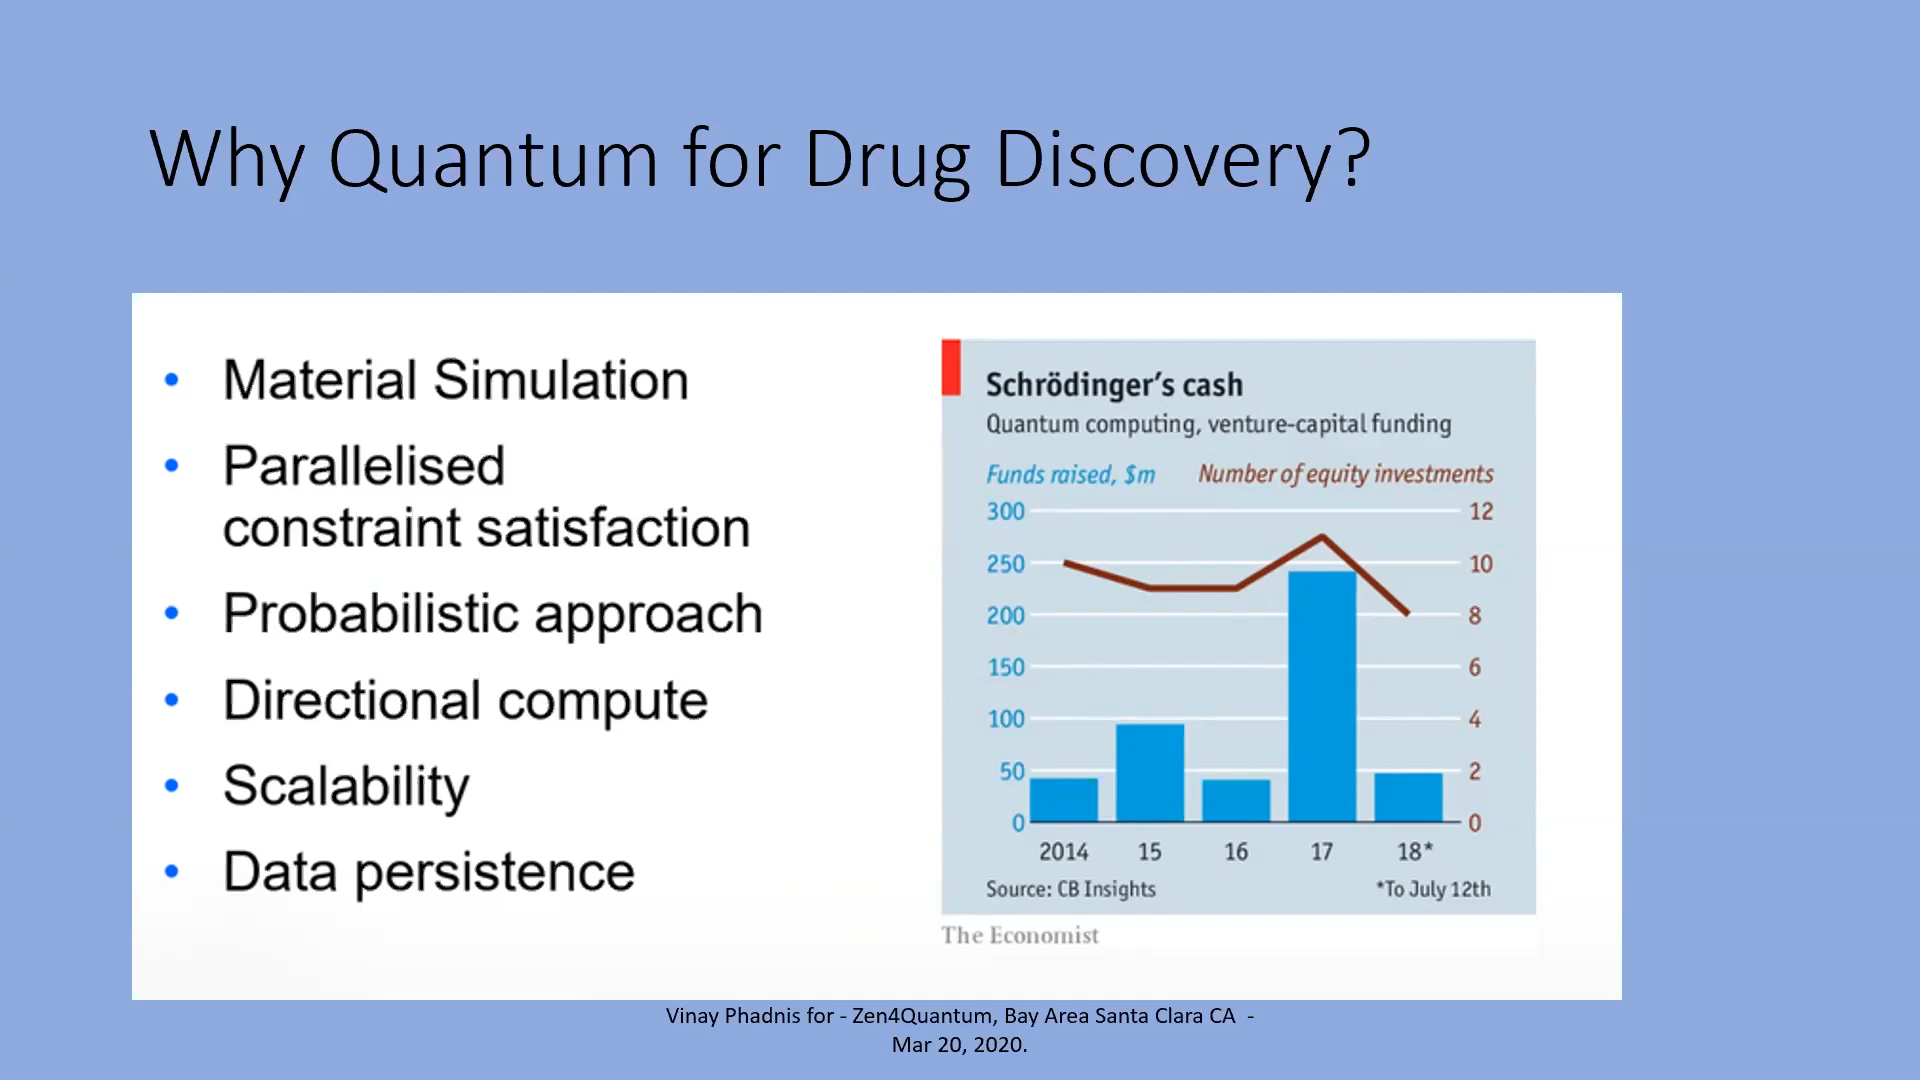 Why Quantum for Drug Discovery?
• Material Simulation
• Parallelised
constraint satisfaction
• Probabilistic approach
• Directional compute
• Scalability
• Data persistence
Schrödinger's cash
Quantum computing, venture-capital funding
Funds raised, $m Number of equity investments
300 12
250 10
200 8
150 6
100 4
50 2
0 0
2014 15 16 17 18*
Source: CB Insights *To July 12th
The Economist
Vinay Phadnis for - Zen4Quantum, Bay Area Santa Clara CA -
Mar 20, 2020.